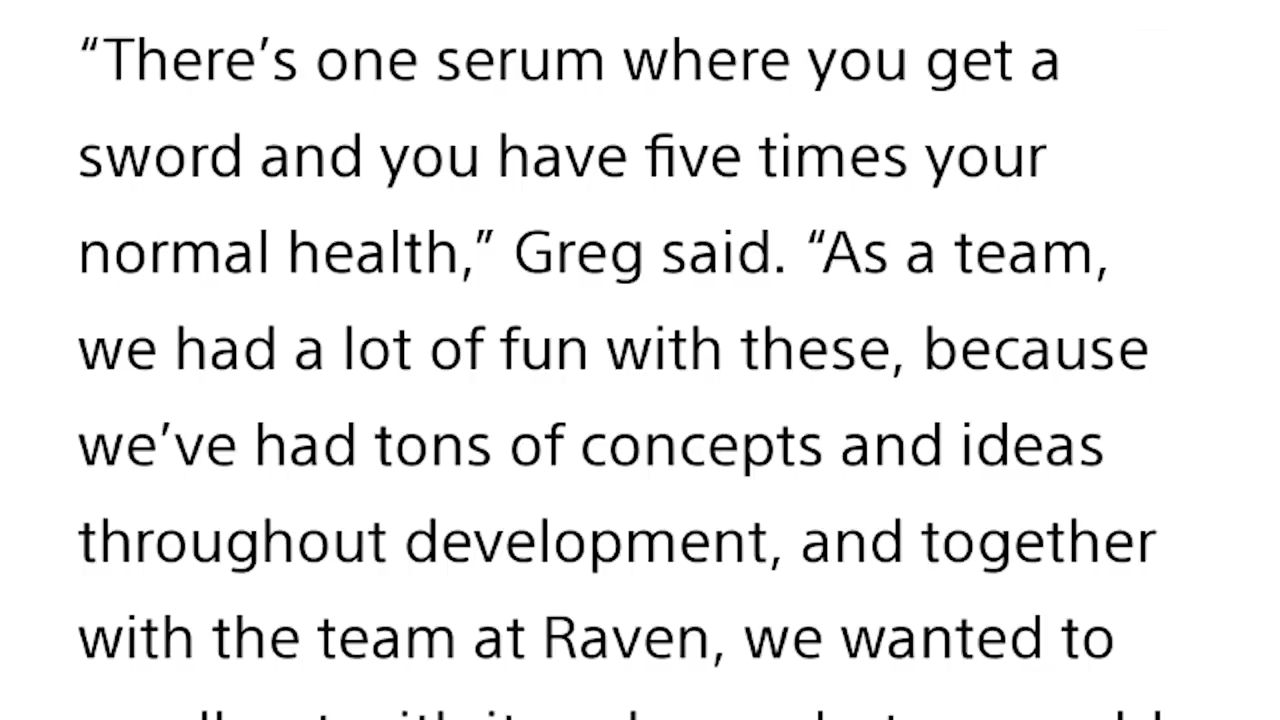 “There’s one serum where you get a
sword and you have five times your
normal health,” Greg said. “As a team,
we had a lot of fun with these, because
we’ve had tons of concepts and ideas
throughout development, and together
with the team at Raven, we wanted to